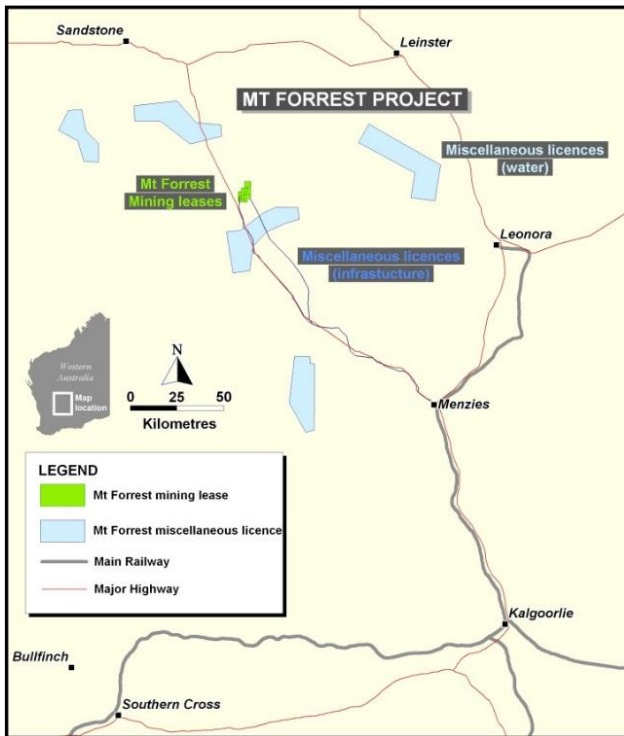 Sandstone
Leinster
MT FORREST PROJECT
Miscellaneous licences
(water)
Mt Forrest
Mining leases
Leonora
Miscellaneous licences
(infrastucture)
Western
Australia
Map
location
N
0 25 50
Kilometres
Menzies
LEGEND
Mt Forrest mining lease
Mt Forrest miscellaneous licence
Main Railway
Major Highway
Kalgoorlie
Bullfinch
Southern Cross